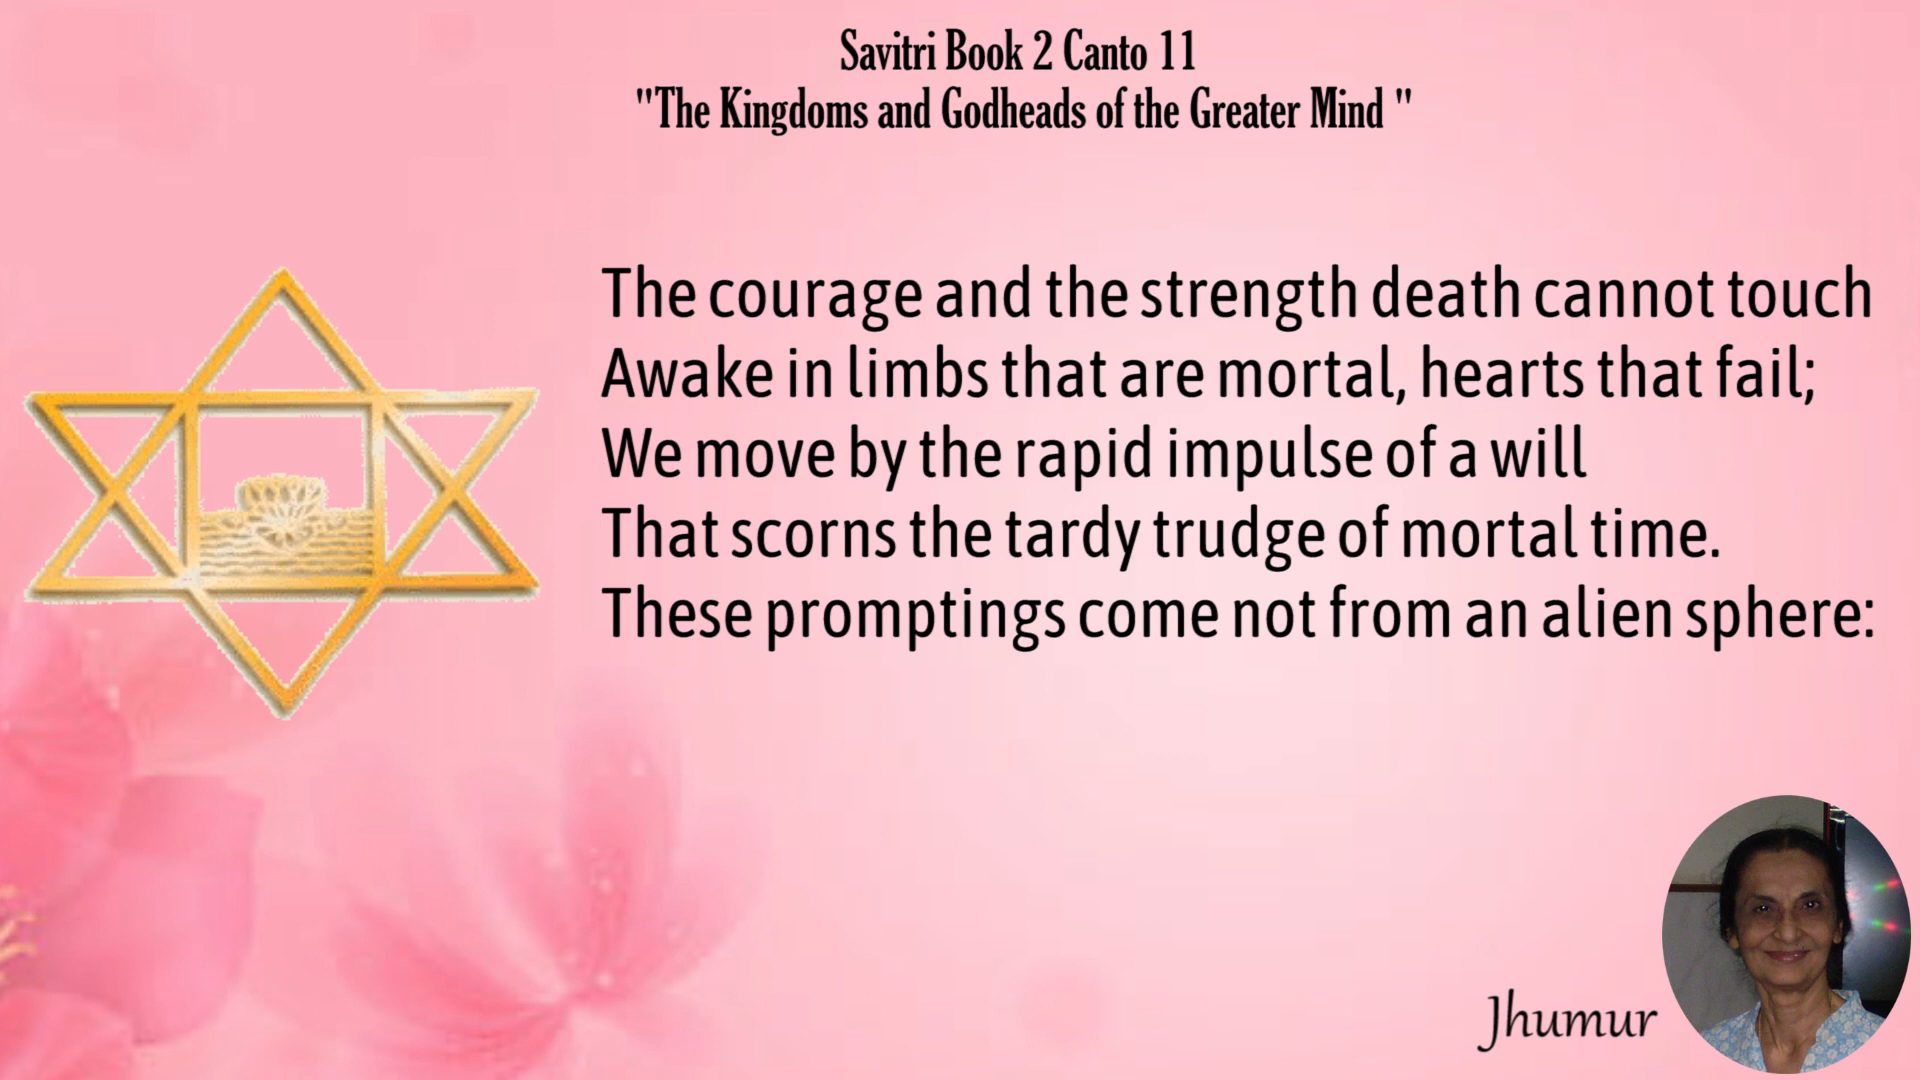 Savitri Book 2 Canto 11
"The Kingdoms and Godheads of the Greater Mind "
The courage and the strength death cannot touch
Awake in limbs that are mortal, hearts that fail;
We move by the rapid impulse of a will
That scorns the tardy trudge of mortal time.
These promptings come not from an alien sphere:
Jhumur